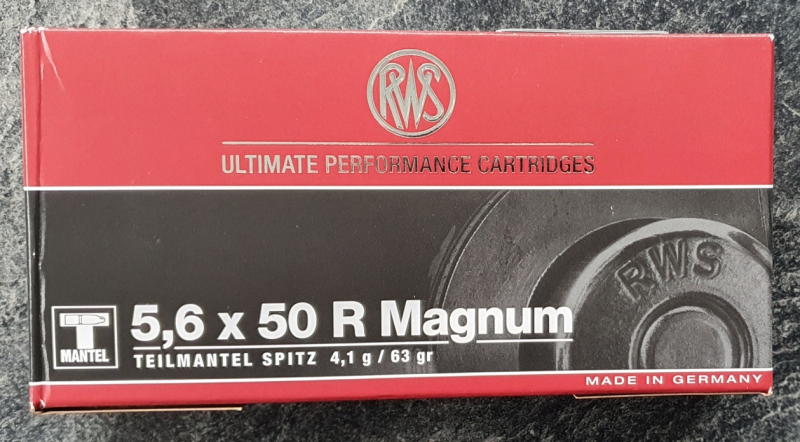 RWS
ULTIMATE PERFORMANCE CARTRIDGES
RWS
T
MANTEL
5,6 x 50 R Magnum
TEILMANTEL SPITZ 4,1 g / 63 gr
MADE IN GERMANY